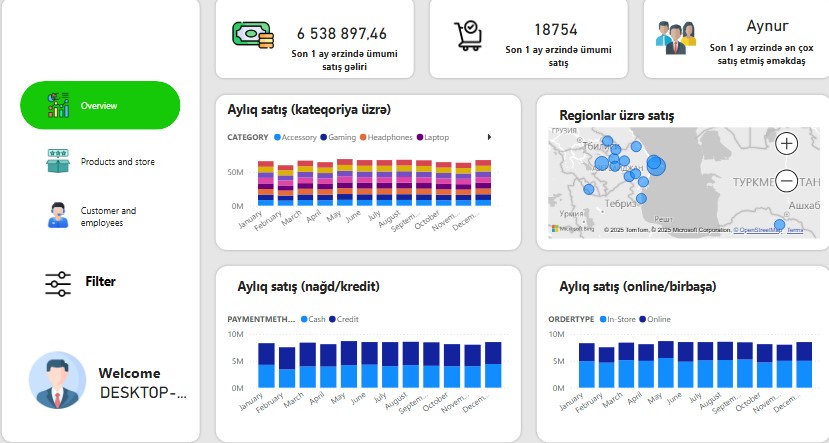 6 538 897,46
Son 1 ay ərzində ümumi
satış gəliri
18754
Son 1 ay ərzində ümumi
satış
Aynur
Son 1 ay ərzində ən çox
satış etmiş əməkdaş
Overview
Products and store
Customer and
employees
Filter
Welcome
DESKTOP-...
Aylıq satış (kateqoriya üzrə)
CATEGORY Accessory Gaming Headphones Laptop
50M
0M
January February March April May June July August Septem... October Novem... Decem...
Regionlar üzrə satış
ГРУЗИЯ
Тбилиси
ТУРКМЕ
Ашхаб
Тебриз
Урмия
Решт
Microsoft Bing
© 2025 TomTom, © 2025 Microsoft Corporation, © OpenStreetMap Terms
Aylıq satış (nağd/kredit)
PAYMENTMETH... Cash Credit
10M
5M
0M
January February March April May June July August Septem... October Novem... Decem...
Aylıq satış (online/birbaşa)
ORDERTYPE In-Store Online
10M
5M
0M
January February March April May June July August Septem... October Novem... Decem...